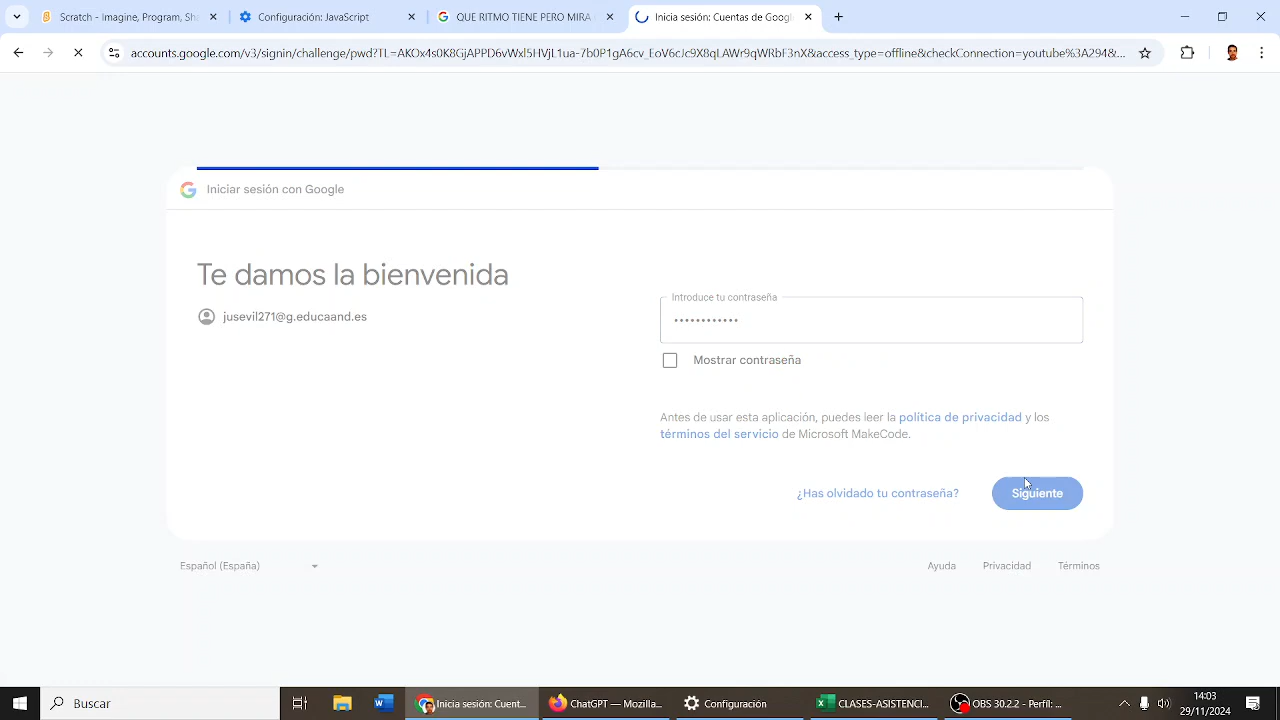 Scratch - Imagine, Program, Sh
Configuración JavaScript
QUE RITMO TIENE PERO MIRA
Inicia sesión: Cuentas de Googl
accounts.google.com/v3/signin/challenge/pwd?TL=AKOx4s0K8GjAPPD6vWxl5HVjL1ua-7b0P1gA6cv_EoV6cJc9X8qLAWr9qWRbF3nX&access_type=offline&checkConnection=youtube%3A294&...
Iniciar sesión con Google
Te damos la bienvenida
jusevil271@g.educaand.es
Introduce tu contraseña
••••••••••••
Mostrar contraseña
Antes de usar esta aplicación, puedes leer la política de privacidad y los
términos del servicio de Microsoft MakeCode.
¿Has olvidado tu contraseña?
Siguiente
Español (España)
Ayuda
Privacidad
Términos
Buscar
Inicia sesión: Cuent...
ChatGPT — Mozilla...
Configuración
CLASES-ASISTENCI...
OBS 30.2.2 - Perfil:...
14:03
29/11/2024